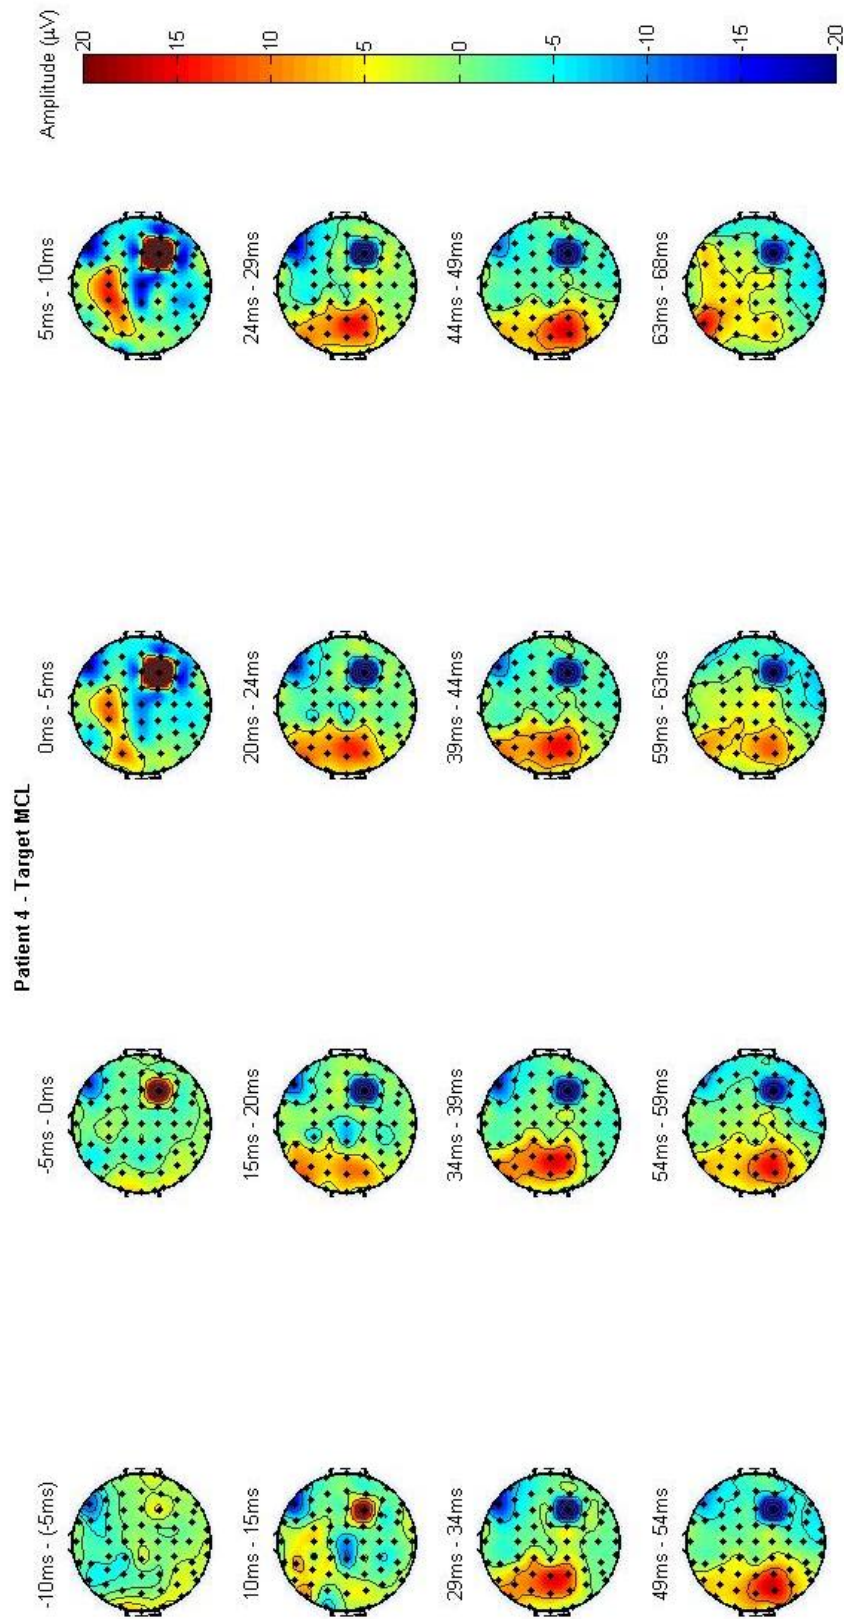 Patient 4 - Target MCL
-10ms - (-5ms)
-5ms - 0ms
0ms - 5ms
5ms - 10ms
10ms - 15ms
15ms - 20ms
20ms - 24ms
24ms - 29ms
29ms - 34ms
34ms - 39ms
39ms - 44ms
44ms - 49ms
49ms - 54ms
54ms - 59ms
59ms - 63ms
63ms - 68ms
Amplitude (µV)
20
15
10
5
0
-5
-10
-15
-20